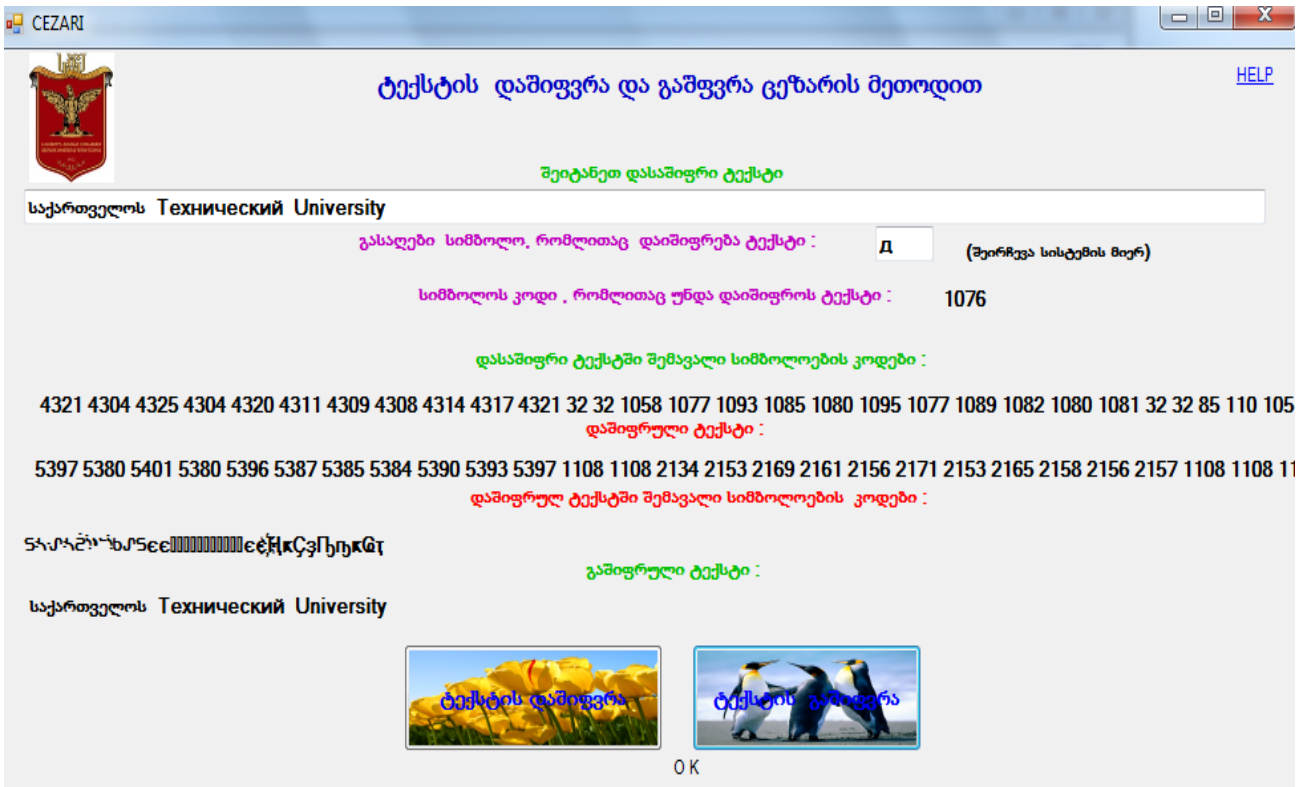 CEZARI
ტექსტის დაშიფვრა და გაშფვრა ცეზარის მეთოდით
HELP
შეიტანეთ დასაშიფრი ტექსტი
საქართველოს Технический University
გასაღები სიმბოლო, რომლითაც დაიშიფრება ტექსტი :
д
(შეირჩევა სისტემის მიერ)
სიმბოლოს კოდი , რომლითაც უნდა დაიშიფროს ტექსტი :
1076
დასაშიფრი ტექსტში შემავალი სიმბოლოების კოდები :
4321 4304 4325 4304 4320 4311 4309 4308 4314 4317 4321 32 32 1058 1077 1093 1085 1080 1095 1077 1089 1082 1080 1081 32 32 85 110 105
დაშიფრული ტექსტი :
5397 5380 5401 5380 5396 5387 5385 5384 5390 5393 5397 1108 1108 2134 2153 2169 2161 2156 2171 2153 2165 2158 2156 2157 1108 1108 11
დაშიფრულ ტექსტში შემავალი სიმბოლოების კოდები :
გაშიფრული ტექსტი :
საქართველოს Технический University
ტექსტის დაშიფვრა
ტექსტის გაშიფვრა
O K